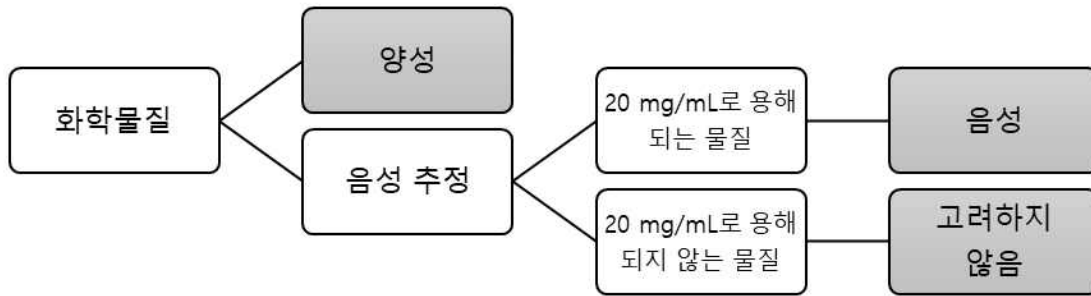 화학물질
양성
음성 추정
20 mg/mL로 용해
되는 물질
음성
20 mg/mL로 용해
되지 않는 물질
고려하지
않음